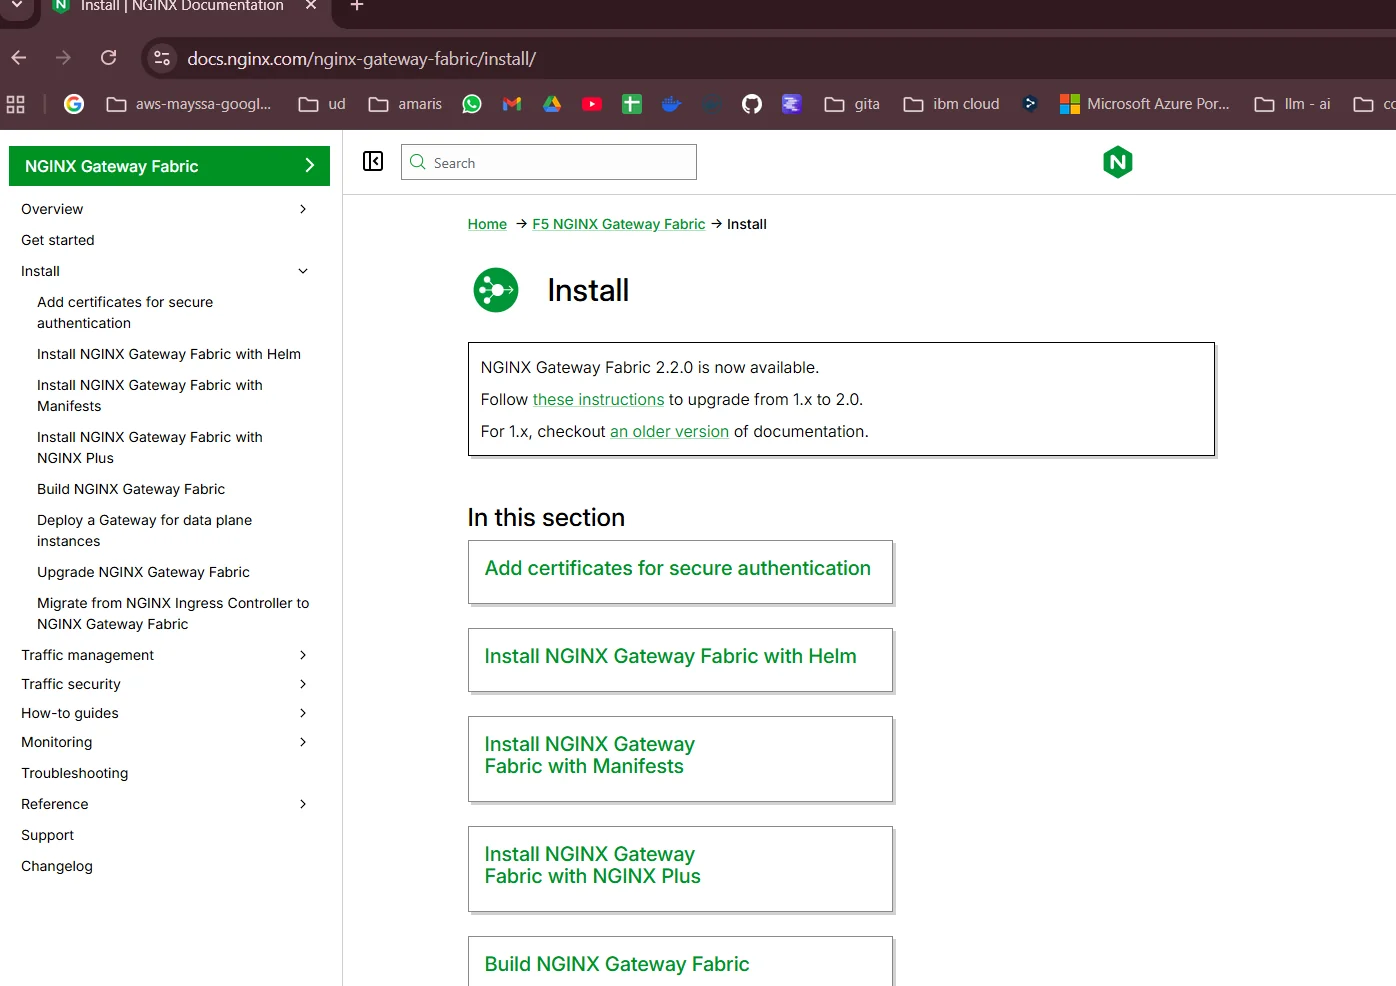 Install | NGINX Documentation
docs.nginx.com/nginx-gateway-fabric/install/
aws-mayssa-googl...
ud
amaris
gita
ibm cloud
Microsoft Azure Por...
llm - ai
NGINX Gateway Fabric
Overview
Get started
Install
Add certificates for secure
authentication
Install NGINX Gateway Fabric with Helm
Install NGINX Gateway Fabric with
Manifests
Install NGINX Gateway Fabric with
NGINX Plus
Build NGINX Gateway Fabric
Deploy a Gateway for data plane
instances
Upgrade NGINX Gateway Fabric
Migrate from NGINX Ingress Controller to
NGINX Gateway Fabric
Traffic management
Traffic security
How-to guides
Monitoring
Troubleshooting
Reference
Support
Changelog
Search
N
Home → F5 NGINX Gateway Fabric → Install
Install
NGINX Gateway Fabric 2.2.0 is now available.
Follow these instructions to upgrade from 1.x to 2.0.
For 1.x, checkout an older version of documentation.
In this section
Add certificates for secure authentication
Install NGINX Gateway Fabric with Helm
Install NGINX Gateway
Fabric with Manifests
Install NGINX Gateway
Fabric with NGINX Plus
Build NGINX Gateway Fabric